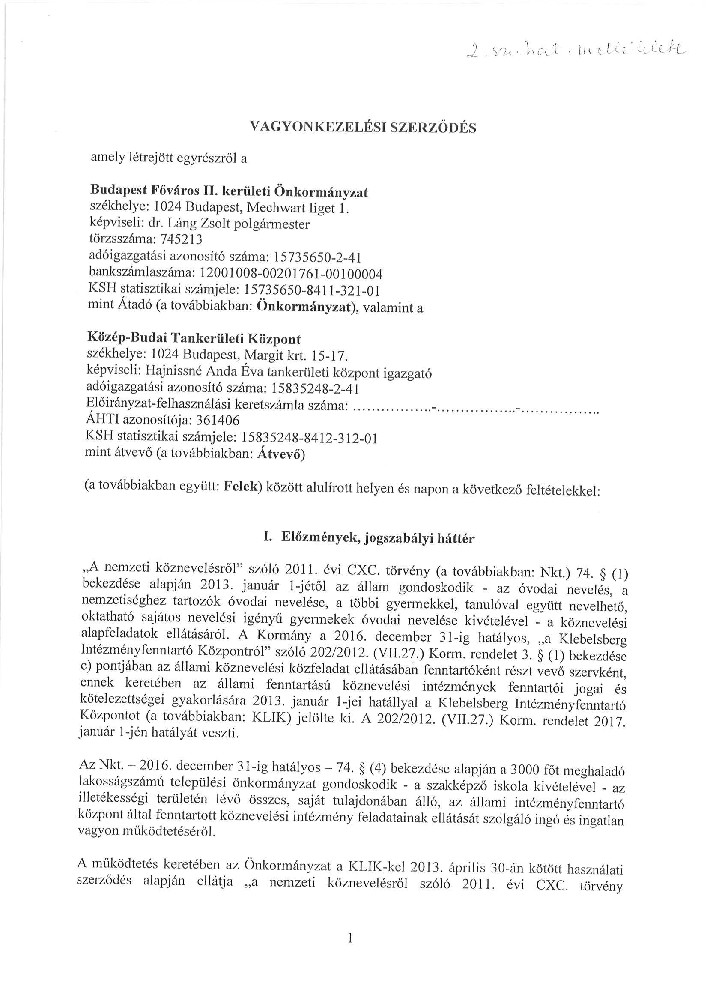 2. sz. hat. melléklete
VAGYONKEZELÉSI SZERZŐDÉS
amely létrejött egyrészről a
Budapest Főváros II. kerületi Önkormányzat
székhelye: 1024 Budapest, Mechwart liget 1.
képviseli: dr. Láng Zsolt polgármester
törzsszáma: 745213
adóigazgatási azonosító száma: 15735650-2-41
bankszámlaszáma: 12001008-00201761-00100004
KSH statisztikai számjele: 15735650-8411-321-01
mint Átadó (a továbbiakban: Önkormányzat), valamint a
Közép-Budai Tankerületi Központ
székhelye: 1024 Budapest, Margit krt. 15-17.
képviseli: Hajnissné Anda Éva tankerületi központ igazgató
adóigazgatási azonosító száma: 15835248-2-41
Előirányzat-felhasználási keretszámla száma: ..................-..................-..................
ÁHTI azonosítója: 361406
KSH statisztikai számjele: 15835248-8412-312-01
mint átvevő (a továbbiakban: Átvevő)
(a továbbiakban együtt: Felek) között alulírott helyen és napon a következő feltételekkel:
I. Előzmények, jogszabályi háttér
„A nemzeti köznevelésről” szóló 2011. évi CXC. törvény (a továbbiakban: Nkt.) 74. § (1)
bekezdése alapján 2013. január 1-jétől az állam gondoskodik - az óvodai nevelés, a
nemzetiséghez tartozók óvodai nevelése, a többi gyermekkel, tanulóval együtt nevelhető,
oktatható sajátos nevelési igényű gyermekek óvodai nevelése kivételével - a köznevelési
alapfeladatok ellátásáról. A Kormány a 2016. december 31-ig hatályos, „a Klebelsberg
Intézményfenntartó Központról” szóló 202/2012. (VII.27.) Korm. rendelet 3. § (1) bekezdése
c) pontjában az állami köznevelési közfeladat ellátásában fenntartóként részt vevő szervként,
ennek keretében az állami fenntartású köznevelési intézmények fenntartói jogai és
kötelezettségei gyakorlására 2013. január 1-jei hatállyal a Klebelsberg Intézményfenntartó
Központot (a továbbiakban: KLIK) jelölte ki. A 202/2012. (VII.27.) Korm. rendelet 2017.
január 1-jén hatályát veszti.
Az Nkt. – 2016. december 31-ig hatályos – 74. § (4) bekezdése alapján a 3000 főt meghaladó
lakosságszámú települési önkormányzat gondoskodik - a szakképző iskola kivételével - az
illetékességi területén lévő összes, saját tulajdonában álló, az állami intézményfenntartó
központ által fenntartott köznevelési intézmény feladatainak ellátását szolgáló ingó és ingatlan
vagyon működtetéséről.
A működtetés keretében az Önkormányzat a KLIK-kel 2013. április 30-án kötött használati
szerződés alapján ellátja „a nemzeti köznevelésről szóló 2011. évi CXC. törvény
1